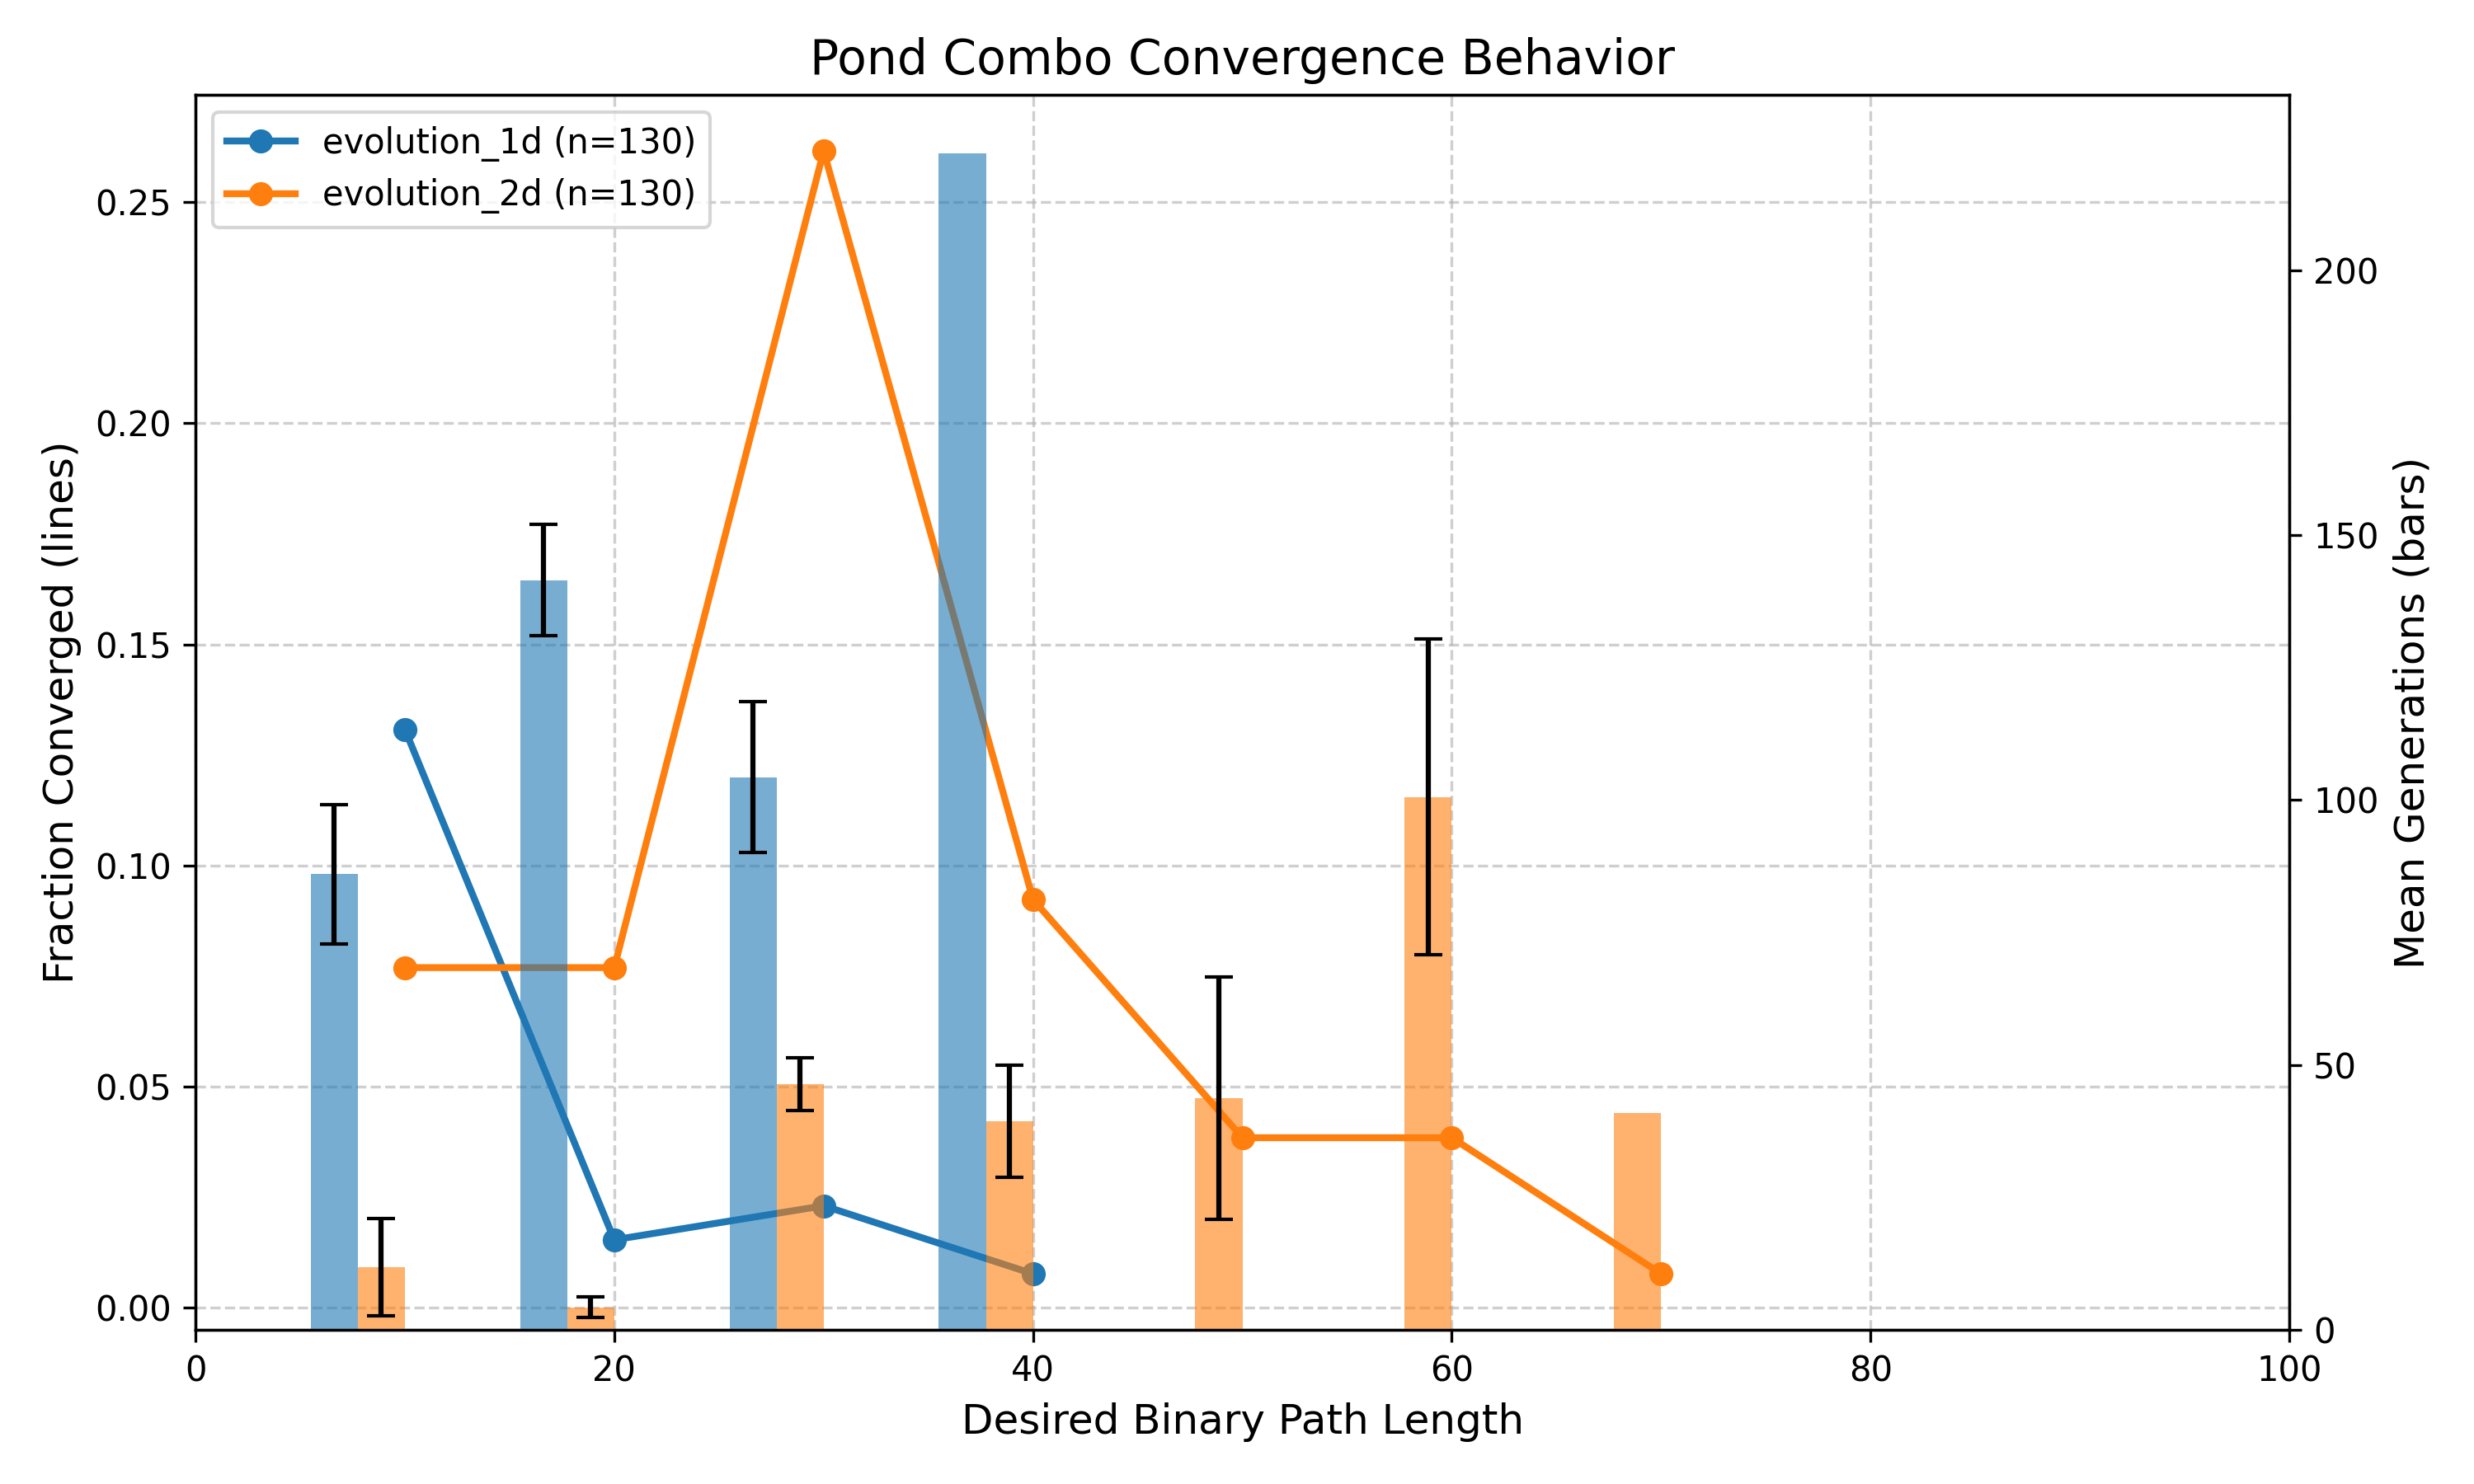 Pond Combo Convergence Behavior
evolution_1d (n=130)
evolution_2d (n=130)
Fraction Converged (lines)
0.25
0.20
0.15
0.10
0.05
0.00
200
150
100
50
0
Mean Generations (bars)
0 20 40 60 80 100
Desired Binary Path Length